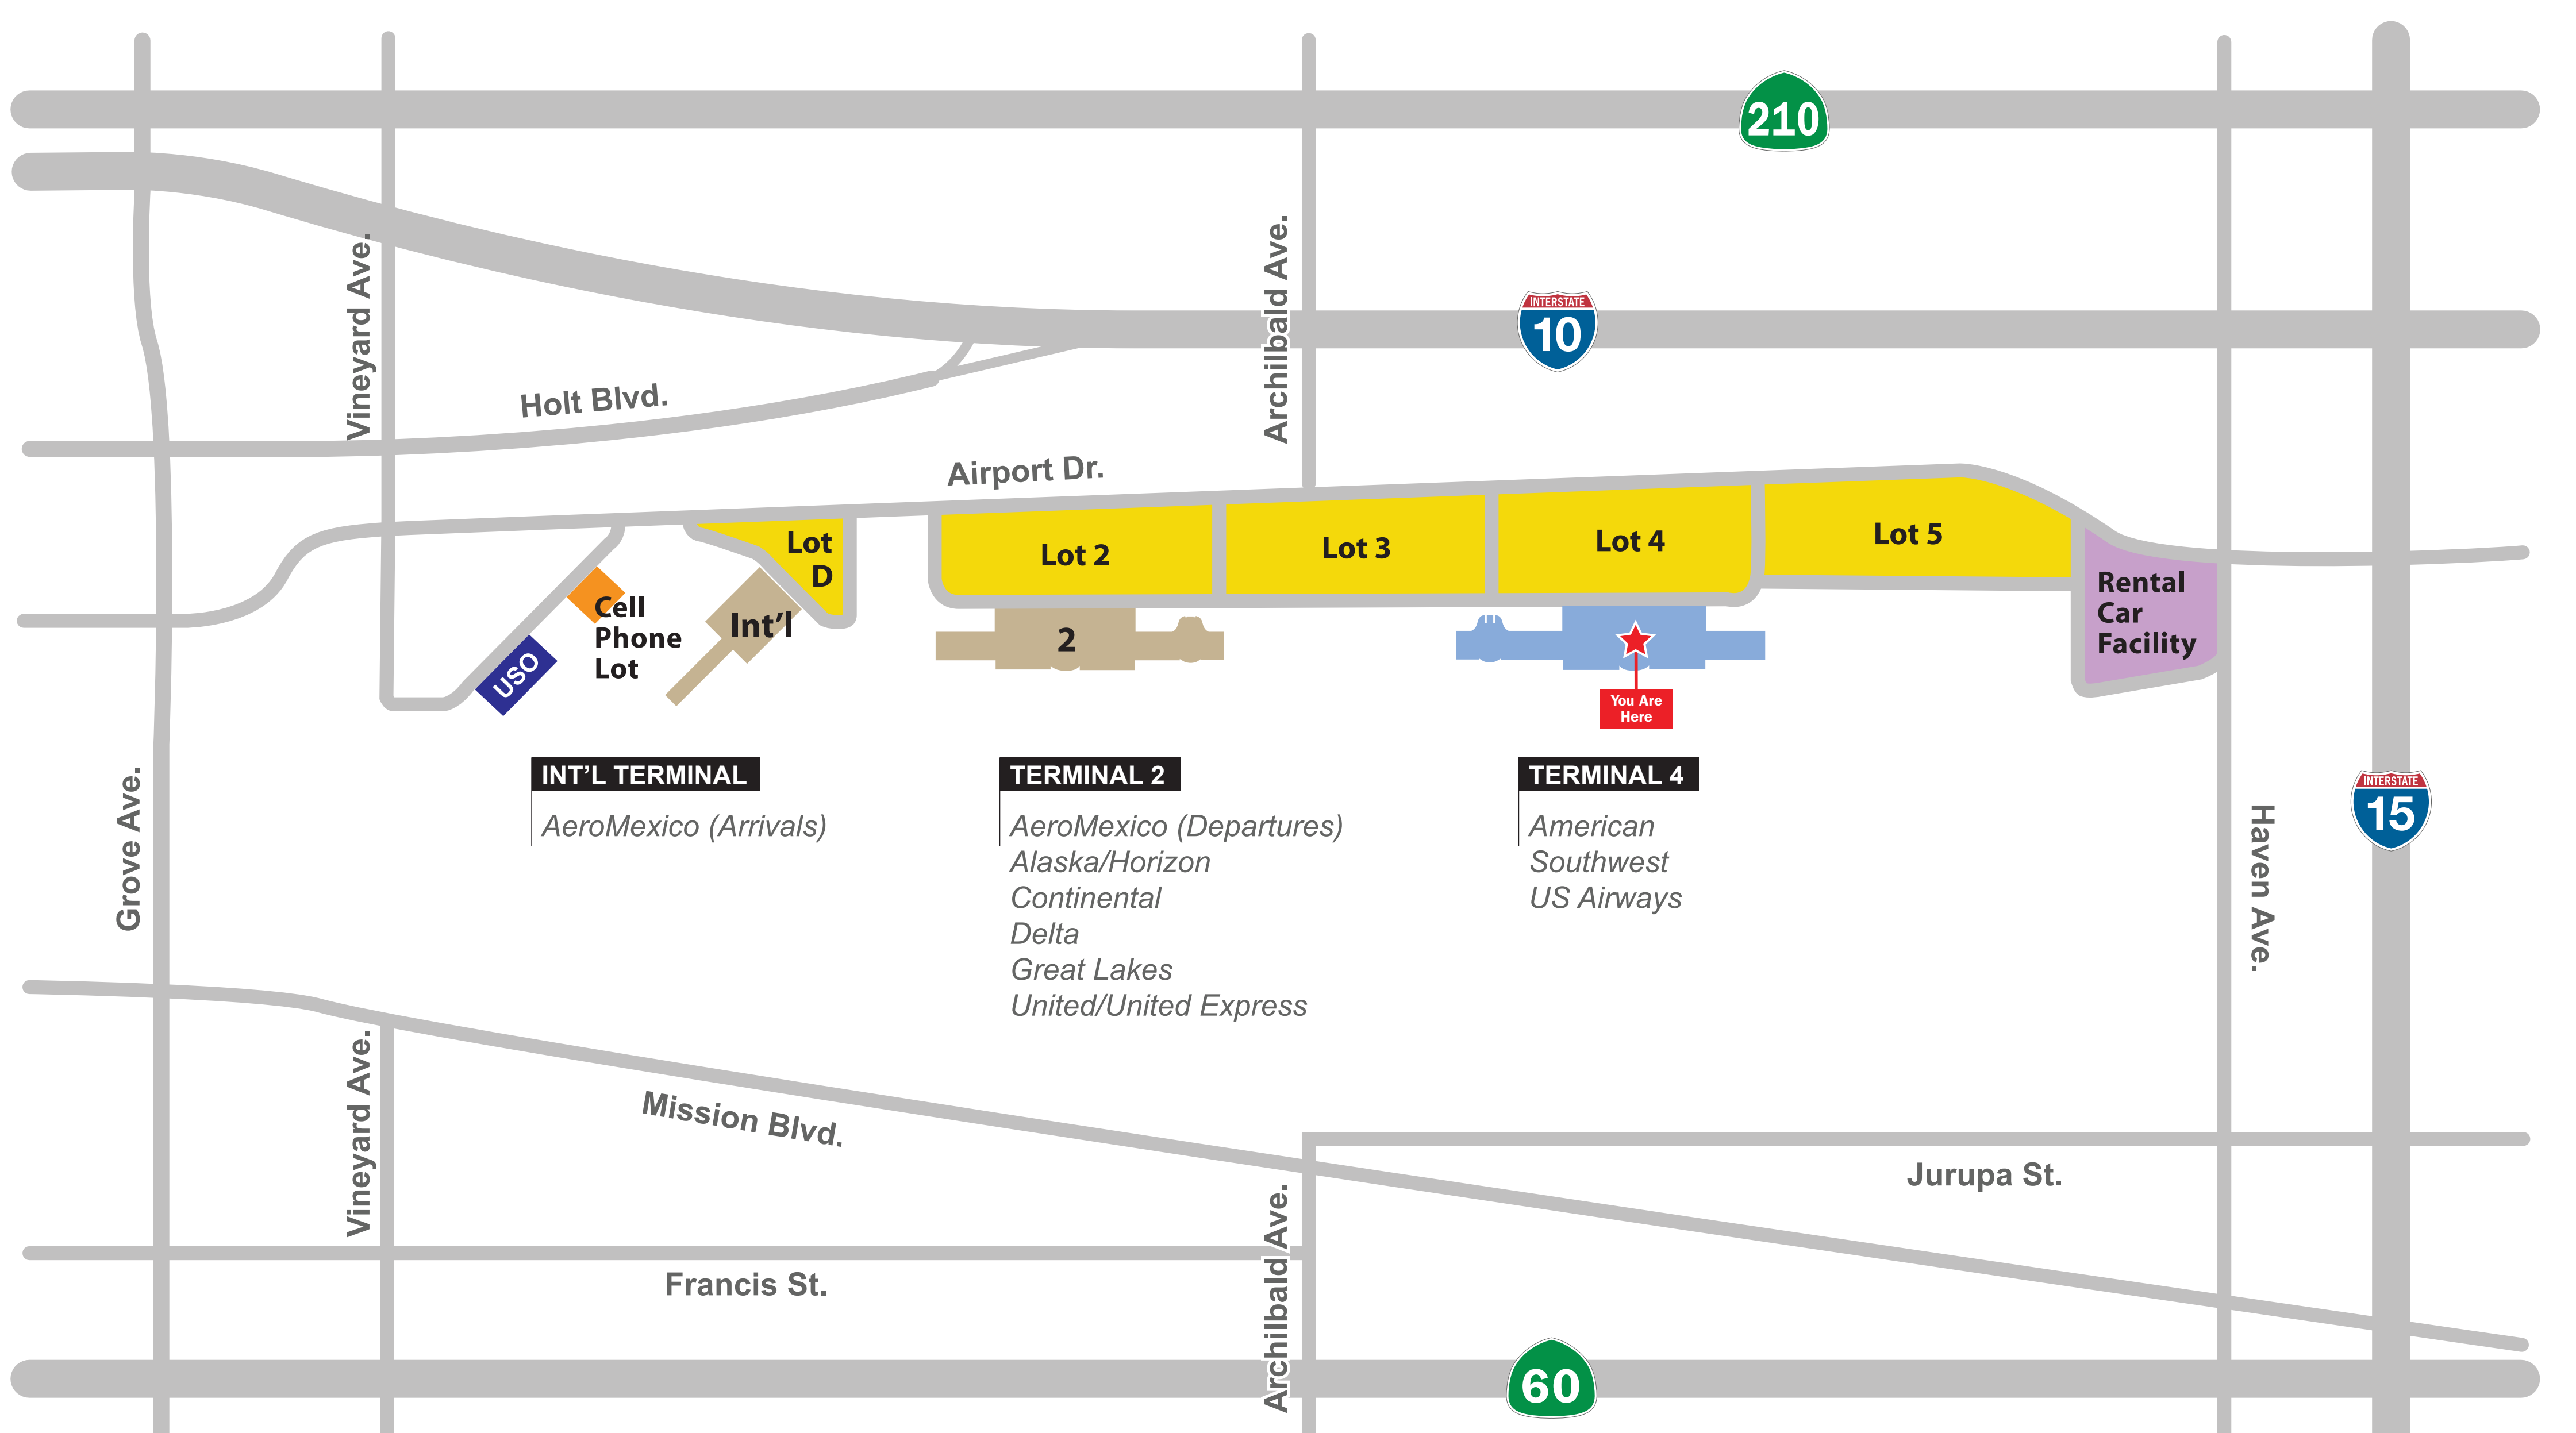 210
Vineyard Ave.
Archilbald Ave.
INTERSTATE
10
Holt Blvd.
Airport Dr.
Lot
D
Lot 2
Lot 3
Lot 4
Lot 5
Rental
Car
Facility
Cell
Phone
Lot
USO
Int'l
2
You Are
Here
INT'L TERMINAL
AeroMexico (Arrivals)
TERMINAL 2
AeroMexico (Departures)
Alaska/Horizon
Continental
Delta
Great Lakes
United/United Express
TERMINAL 4
American
Southwest
US Airways
Grove Ave.
Haven Ave.
INTERSTATE
15
Vineyard Ave.
Mission Blvd.
Jurupa St.
Francis St.
Archilbald Ave.
60